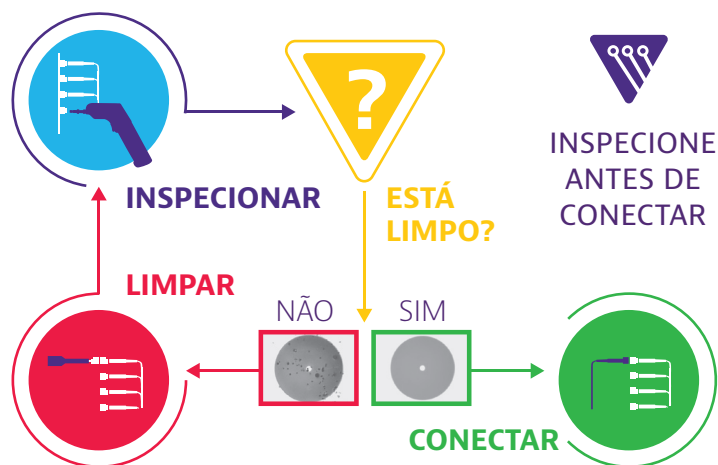 ?
INSPECIONE
ANTES DE
CONECTAR
INSPECIONAR
ESTÁ
LIMPO?
LIMPAR
NÃO
SIM
CONECTAR